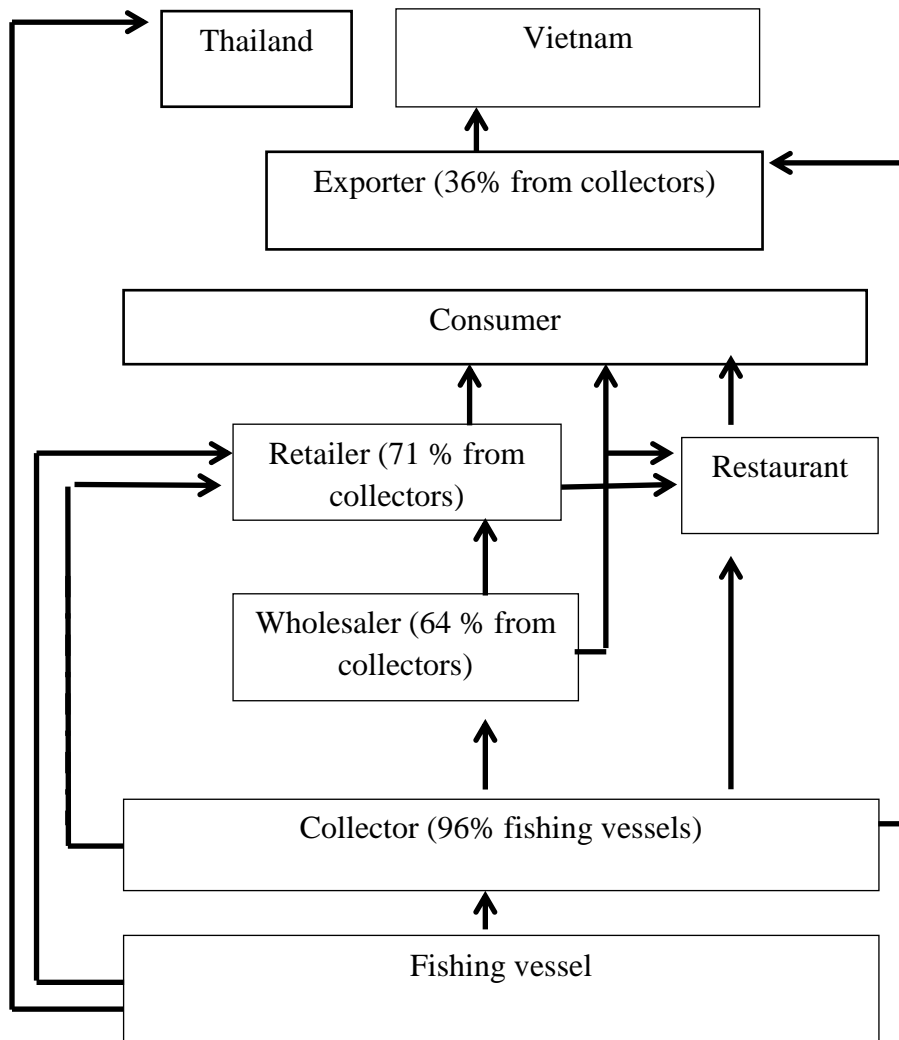 Thailand
Vietnam
Exporter (36% from collectors)
Consumer
Retailer (71 % from
collectors)
Restaurant
Wholesaler (64 % from
collectors)
Collector (96% fishing vessels)
Fishing vessel